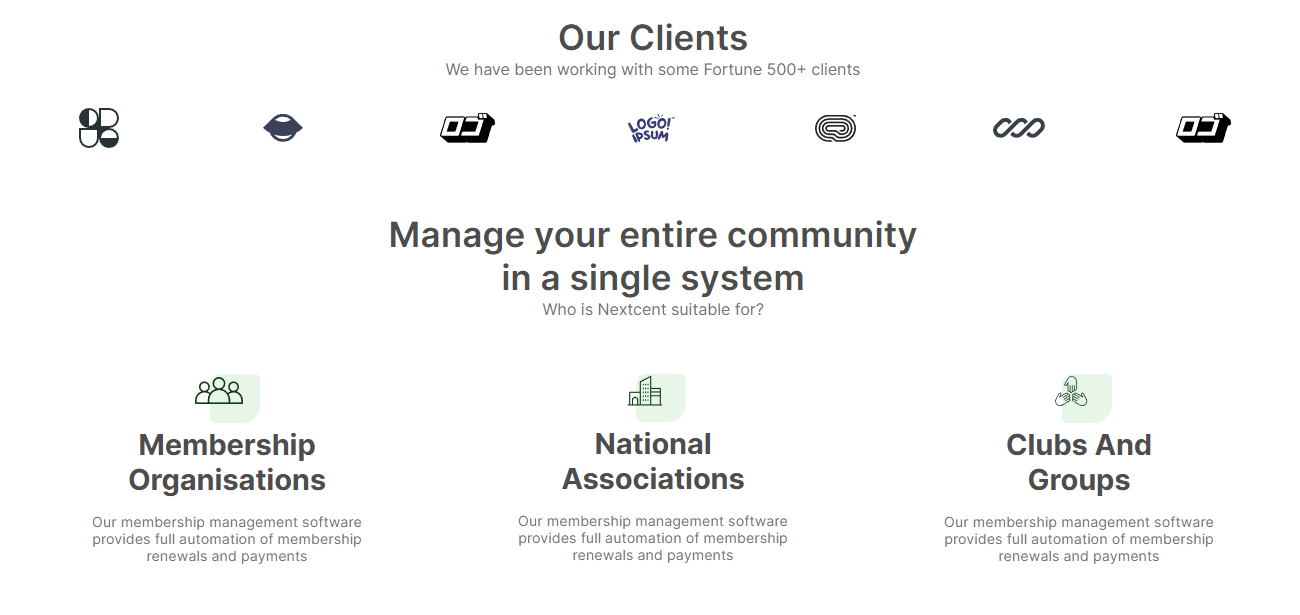 Our Clients
We have been working with some Fortune 500+ clients
LOGO!
IPSUM
Manage your entire community
in a single system
Who is Nextcent suitable for?
Membership
Organisations
Our membership management software
provides full automation of membership
renewals and payments
National
Associations
Our membership management software
provides full automation of membership
renewals and payments
Clubs And
Groups
Our membership management software
provides full automation of membership
renewals and payments